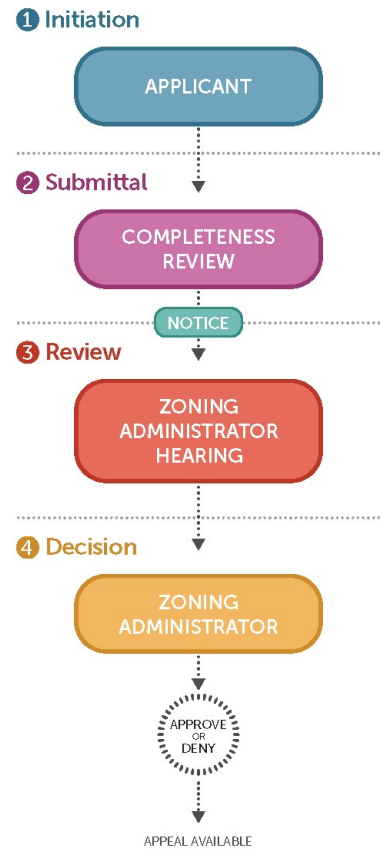 1 Initiation
APPLICANT
2 Submittal
COMPLETENESS
REVIEW
NOTICE
3 Review
ZONING
ADMINISTRATOR
HEARING
4 Decision
ZONING
ADMINISTRATOR
APPROVE
OR
DENY
APPEAL AVAILABLE